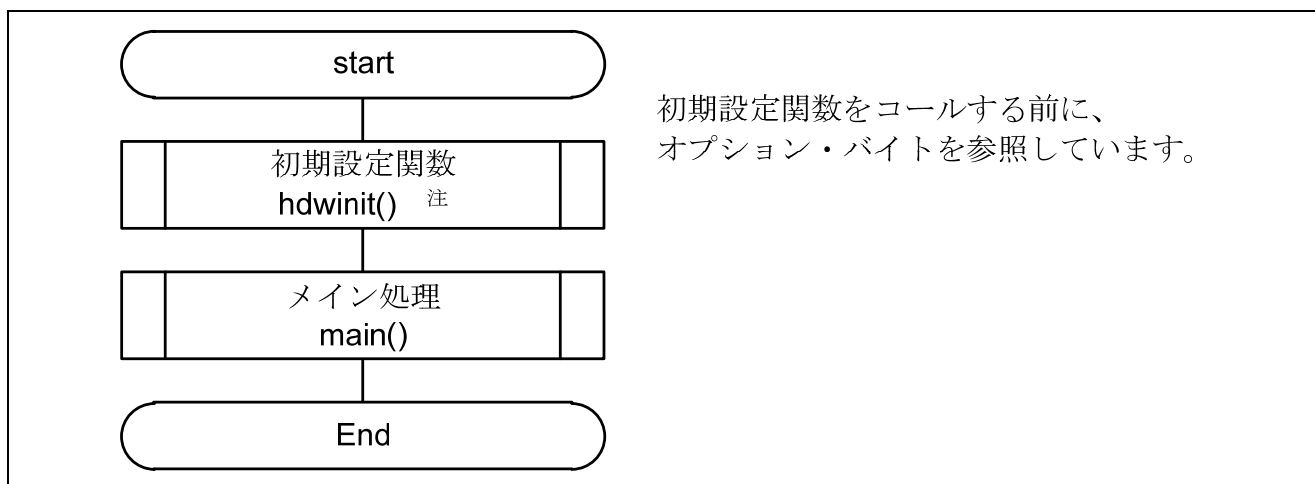 start
初期設定関数をコールする前に、
オプション・バイトを参照しています。
初期設定関数
hdwinit() 注
メイン処理
main()
End